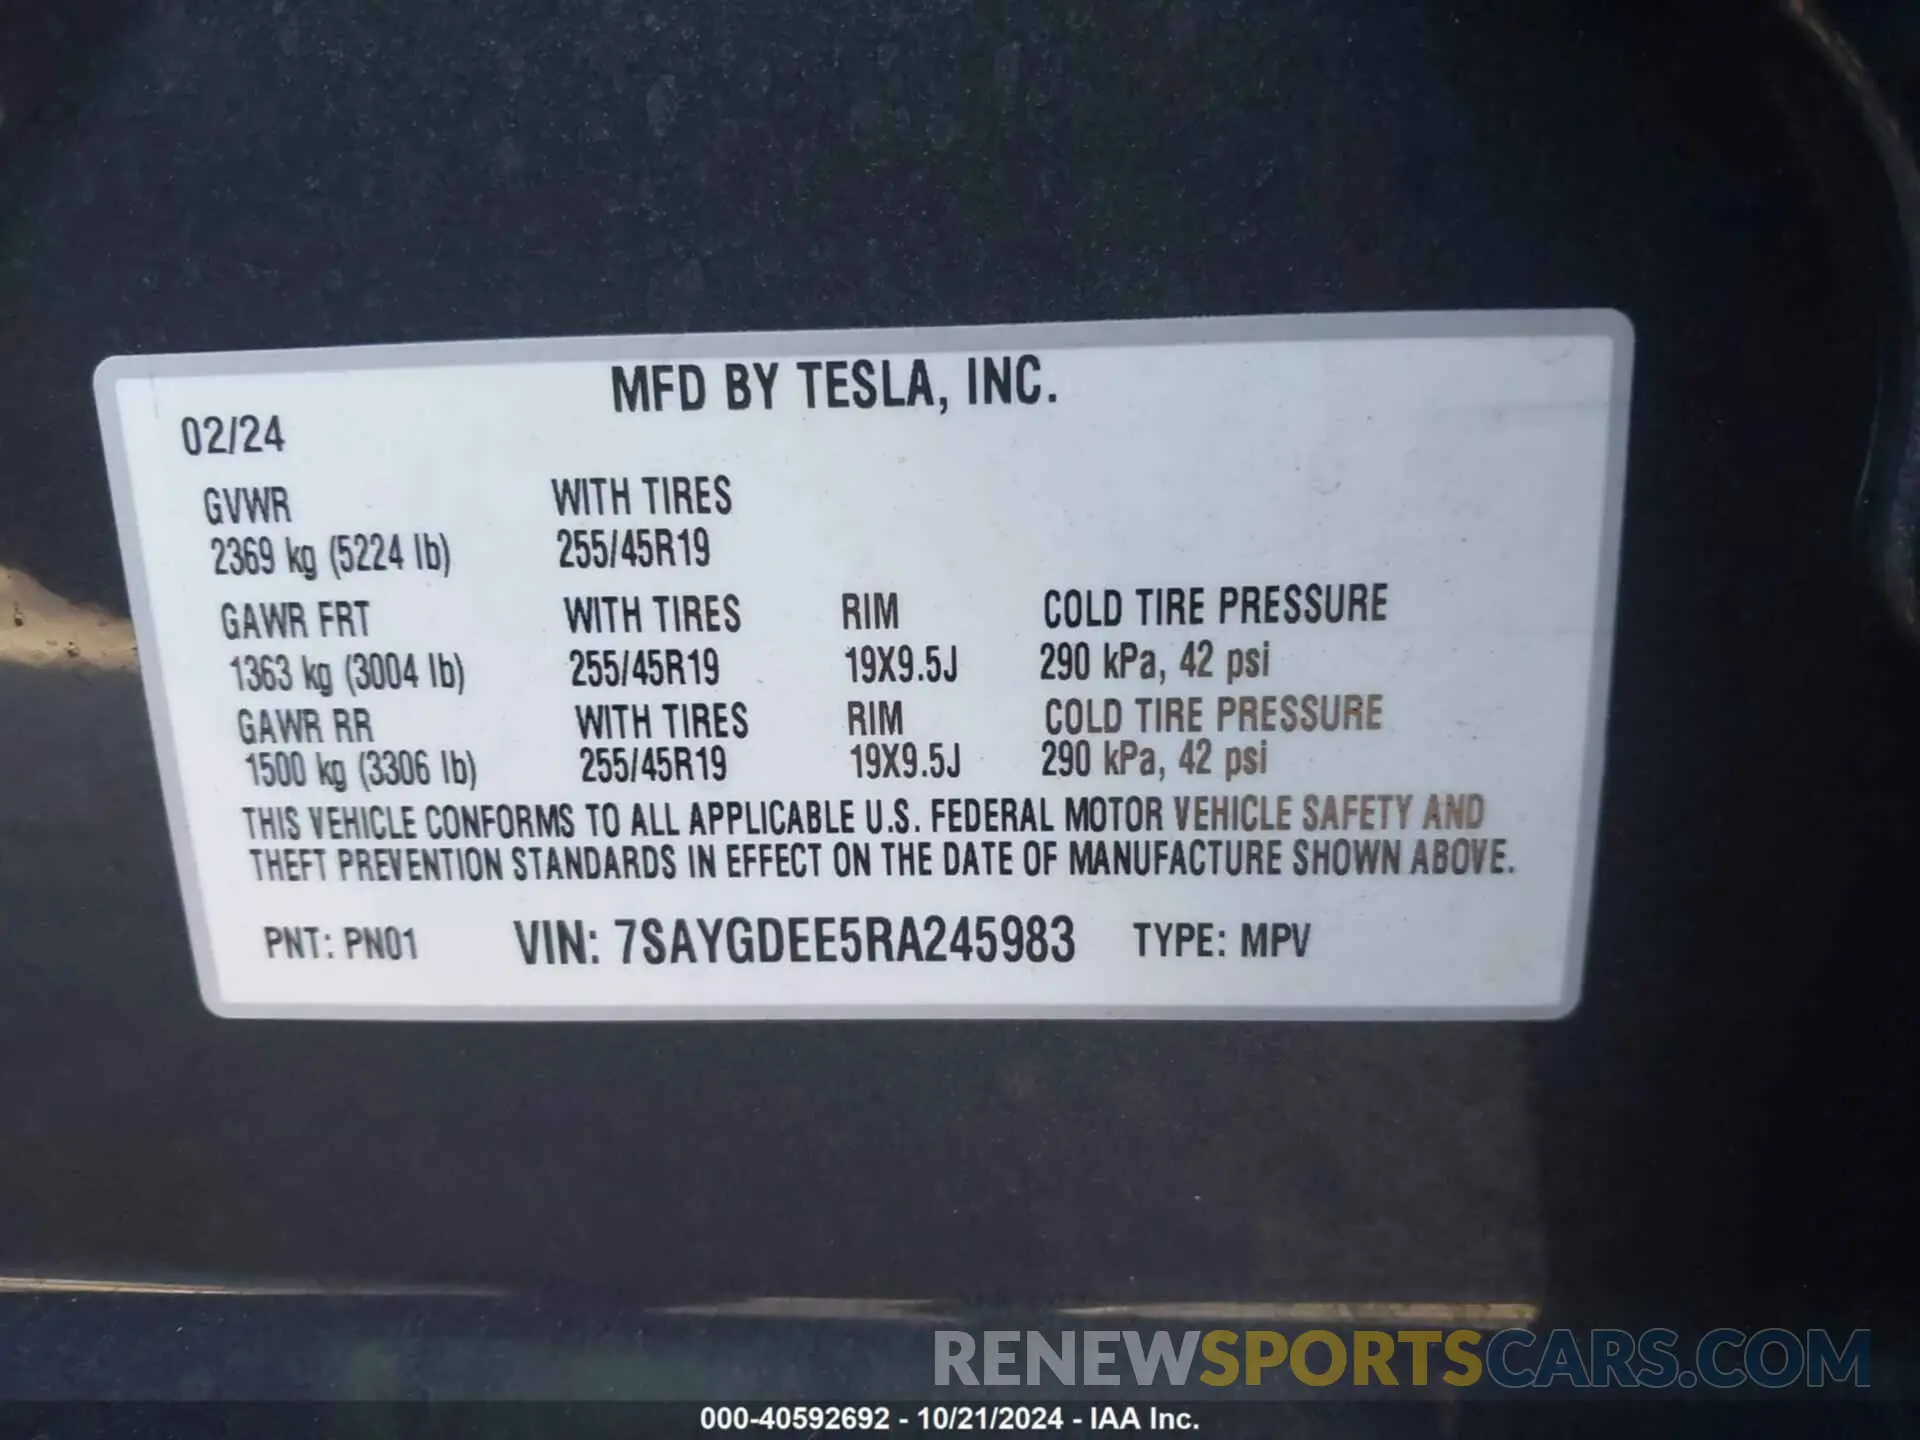 MFD BY TESLA, INC.
02/24
GVWR WITH TIRES
2369 kg (5224 lb) 255/45R19
GAWR FRT WITH TIRES RIM COLD TIRE PRESSURE
1363 kg (3004 lb) 255/45R19 19X9.5J 290 kPa, 42 psi
GAWR RR WITH TIRES RIM COLD TIRE PRESSURE
1500 kg (3306 lb) 255/45R19 19X9.5J 290 kPa, 42 psi
THIS VEHICLE CONFORMS TO ALL APPLICABLE U.S. FEDERAL MOTOR VEHICLE SAFETY AND
THEFT PREVENTION STANDARDS IN EFFECT ON THE DATE OF MANUFACTURE SHOWN ABOVE.
PNT: PN01 VIN: 7SAYGDEE5RA245983 TYPE: MPV
RENEWSPORTSCARS.COM
000-40592692 - 10/21/2024 - IAA Inc.